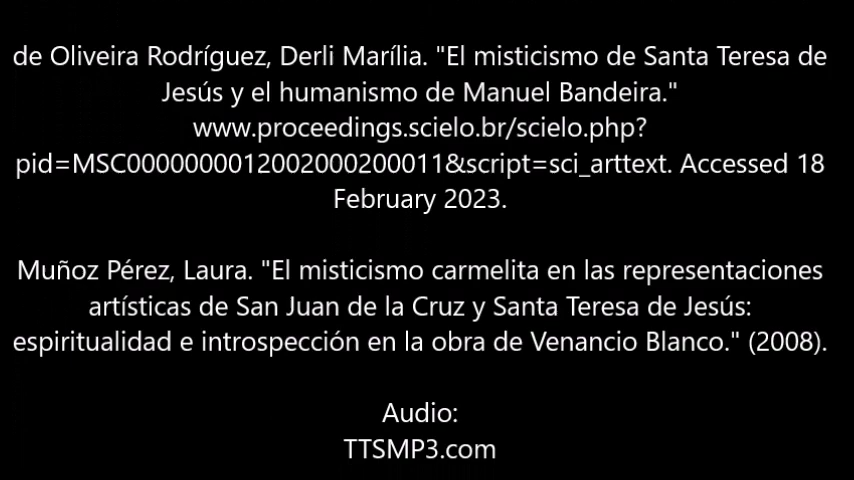 de Oliveira Rodríguez, Derli Marília. "El misticismo de Santa Teresa de
Jesús y el humanismo de Manuel Bandeira."
www.proceedings.scielo.br/scielo.php?
pid=MSC0000000012002000200011&script=sci_arttext. Accessed 18
February 2023.
Muñoz Pérez, Laura. "El misticismo carmelita en las representaciones
artísticas de San Juan de la Cruz y Santa Teresa de Jesús:
espiritualidad e introspección en la obra de Venancio Blanco." (2008).
Audio:
TTSMP3.com